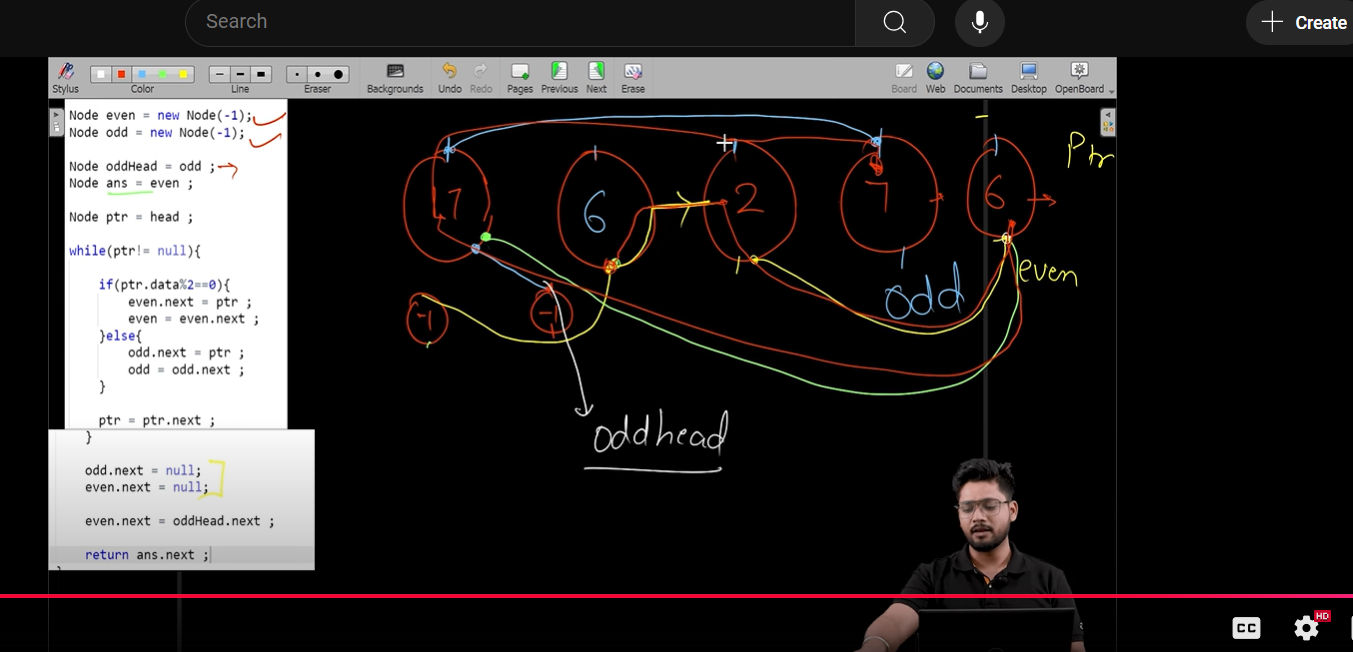 Search
Create
Stylus
Color
Line
Eraser
Backgrounds
Undo
Redo
Pages
Previous
Next
Erase
Board
Web
Documents
Desktop
OpenBoard
Node even = new Node(-1);
Node odd = new Node(-1);
Node oddHead = odd ;
Node ans = even ;
Node ptr = head ;
while(ptr!= null){
if(ptr.data%2==0){
even.next = ptr ;
even = even.next ;
}else{
odd.next = ptr ;
odd = odd.next ;
}
ptr = ptr.next ;
}
odd.next = null;
even.next = null;
even.next = oddHead.next ;
return ans.next ;
Ptr
6
2
7
6
even
odd
-1
-1
oddhead
CC
HD